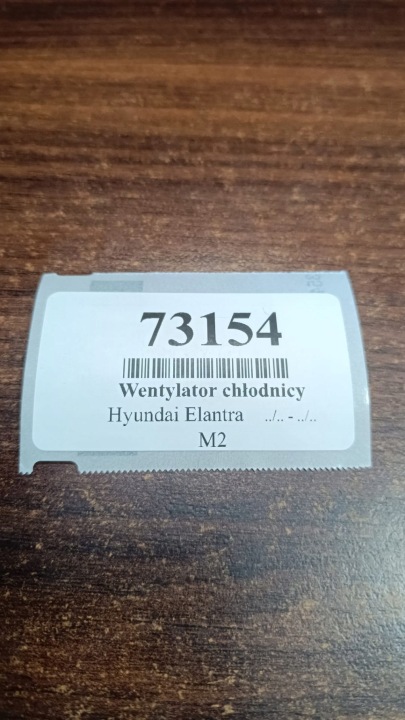 73154
Wentylator chłodnicy
Hyundai Elantra ../.. - ../..
M2